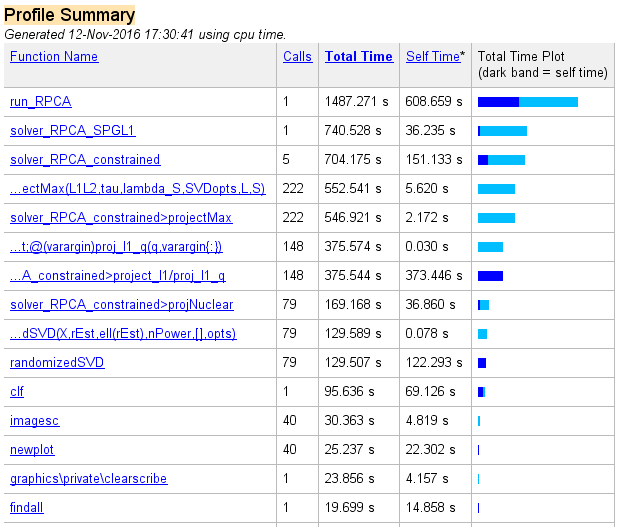 Profile Summary
Generated 12-Nov-2016 17:30:41 using cpu time.
Function Name Calls Total Time Self Time* Total Time Plot
(dark band = self time)
run_RPCA 1 1487.271 s 608.659 s
solver_RPCA_SPGL1 1 740.528 s 36.235 s
solver_RPCA_constrained 5 704.175 s 151.133 s
...ectMax(L1L2,tau,lambda_S,SVDopts,L,S) 222 552.541 s 5.620 s
solver_RPCA_constrained>projectMax 222 546.921 s 2.172 s
...t;@(varargin)proj_l1_q(q,varargin{:}) 148 375.574 s 0.030 s
...A_constrained>project_l1/proj_l1_q 148 375.544 s 373.446 s
solver_RPCA_constrained>projNuclear 79 169.168 s 36.860 s
...dSVD(X,rEst,ell(rEst),nPower,[],opts) 79 129.589 s 0.078 s
randomizedSVD 79 129.507 s 122.293 s
clf 1 95.636 s 69.126 s
imagesc 40 30.363 s 4.819 s
newplot 40 25.237 s 22.302 s
graphics\private\clearscribe 1 23.856 s 4.157 s
findall 1 19.699 s 14.858 s